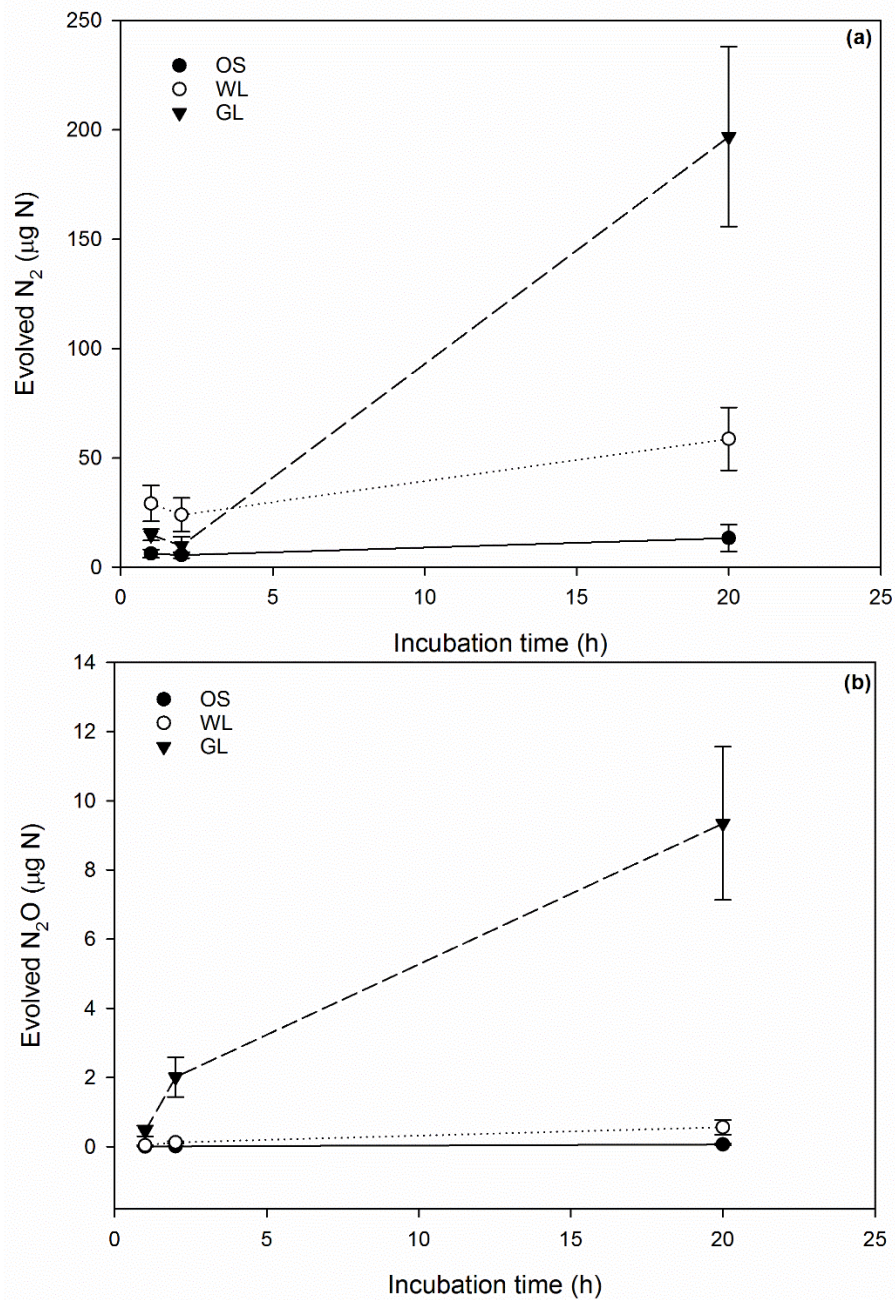 (a)
OS
WL
GL
250
200
150
100
50
0
Evolved N₂ (µg N)
0 5 10 15 20 25
Incubation time (h)
(b)
OS
WL
GL
14
12
10
8
6
4
2
0
Evolved N₂O (µg N)
0 5 10 15 20 25
Incubation time (h)